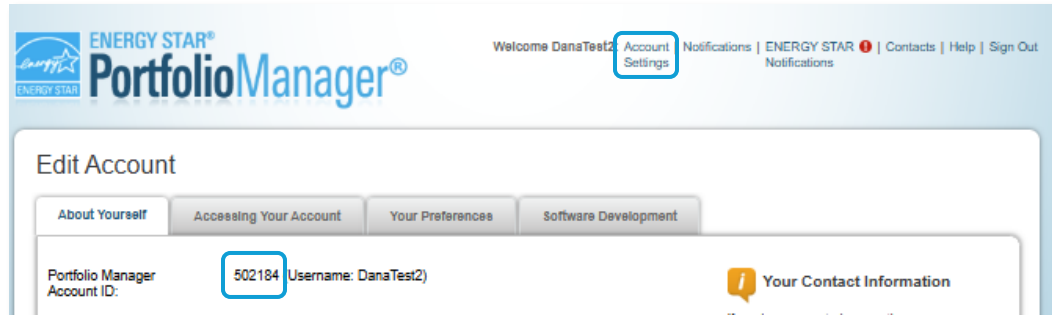 ENERGY STAR®
PortfolioManager®
ENERGY STAR
Welcome DanaTest2: Account Settings | Notifications | ENERGY STAR Notifications | Contacts | Help | Sign Out
Edit Account
About Yourself
Accessing Your Account
Your Preferences
Software Development
Portfolio Manager
Account ID:
502184 (Username: DanaTest2)
Your Contact Information